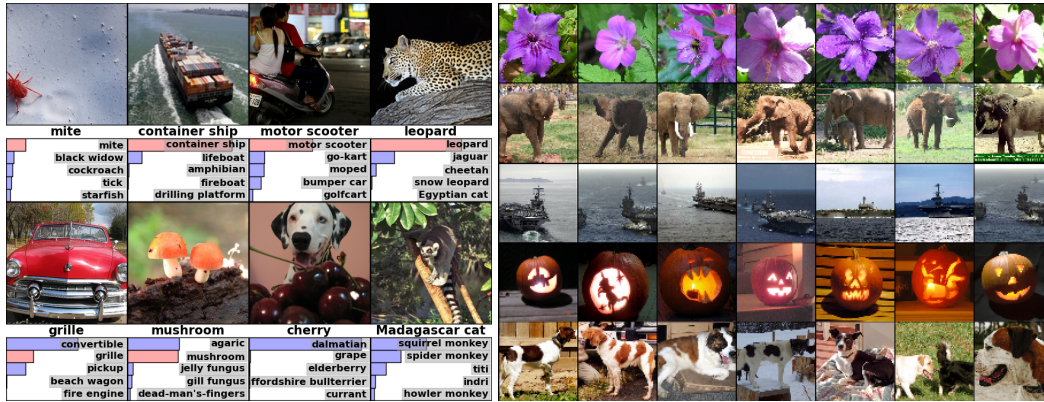 mite
container ship
motor scooter
leopard
mite
black widow
cockroach
tick
starfish
container ship
lifeboat
amphibian
fireboat
drilling platform
motor scooter
go-kart
moped
bumper car
golfcart
leopard
jaguar
cheetah
snow leopard
Egyptian cat
grille
mushroom
cherry
Madagascar cat
convertible
grille
pickup
beach wagon
fire engine
agaric
mushroom
jelly fungus
gill fungus
dead-man's-fingers
dalmatian
grape
elderberry
ffordshire bullterrier
currant
squirrel monkey
spider monkey
titi
indri
howler monkey